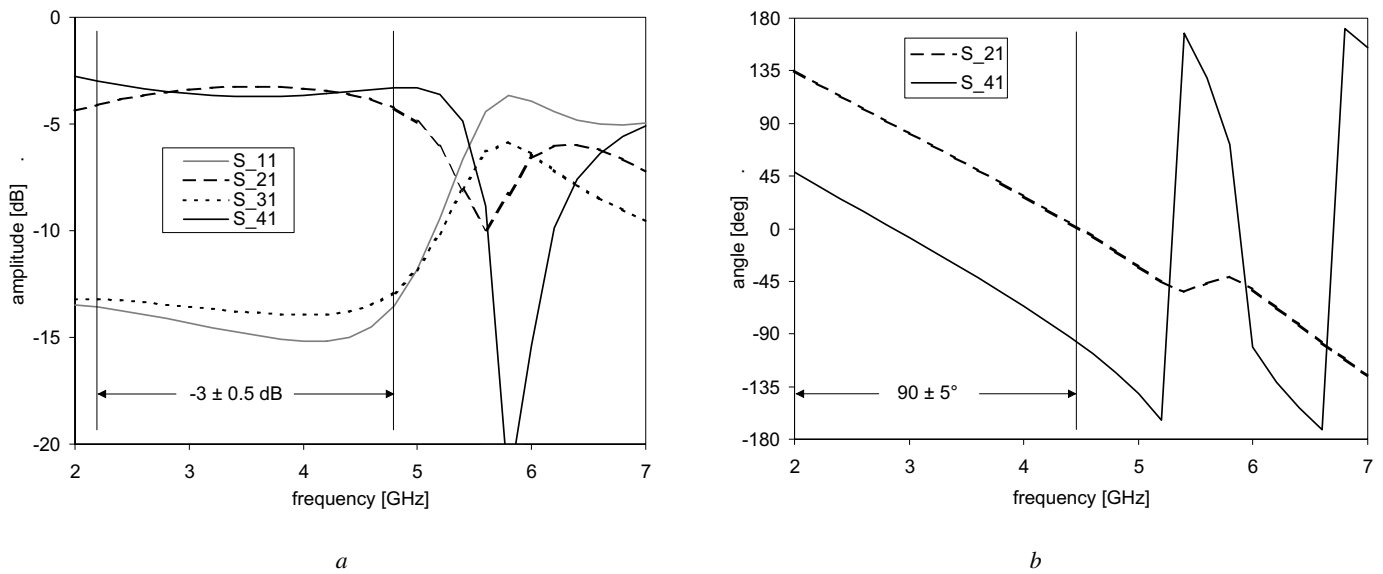 0
-5
-10
-15
-20
amplitude [dB]
S_11
S_21
S_31
S_41
-3 ± 0.5 dB
2 3 4 5 6 7
frequency [GHz]
a
180
135
90
45
0
-45
-90
-135
-180
angle [deg]
S_21
S_41
90 ± 5°
2 3 4 5 6 7
frequency [GHz]
b